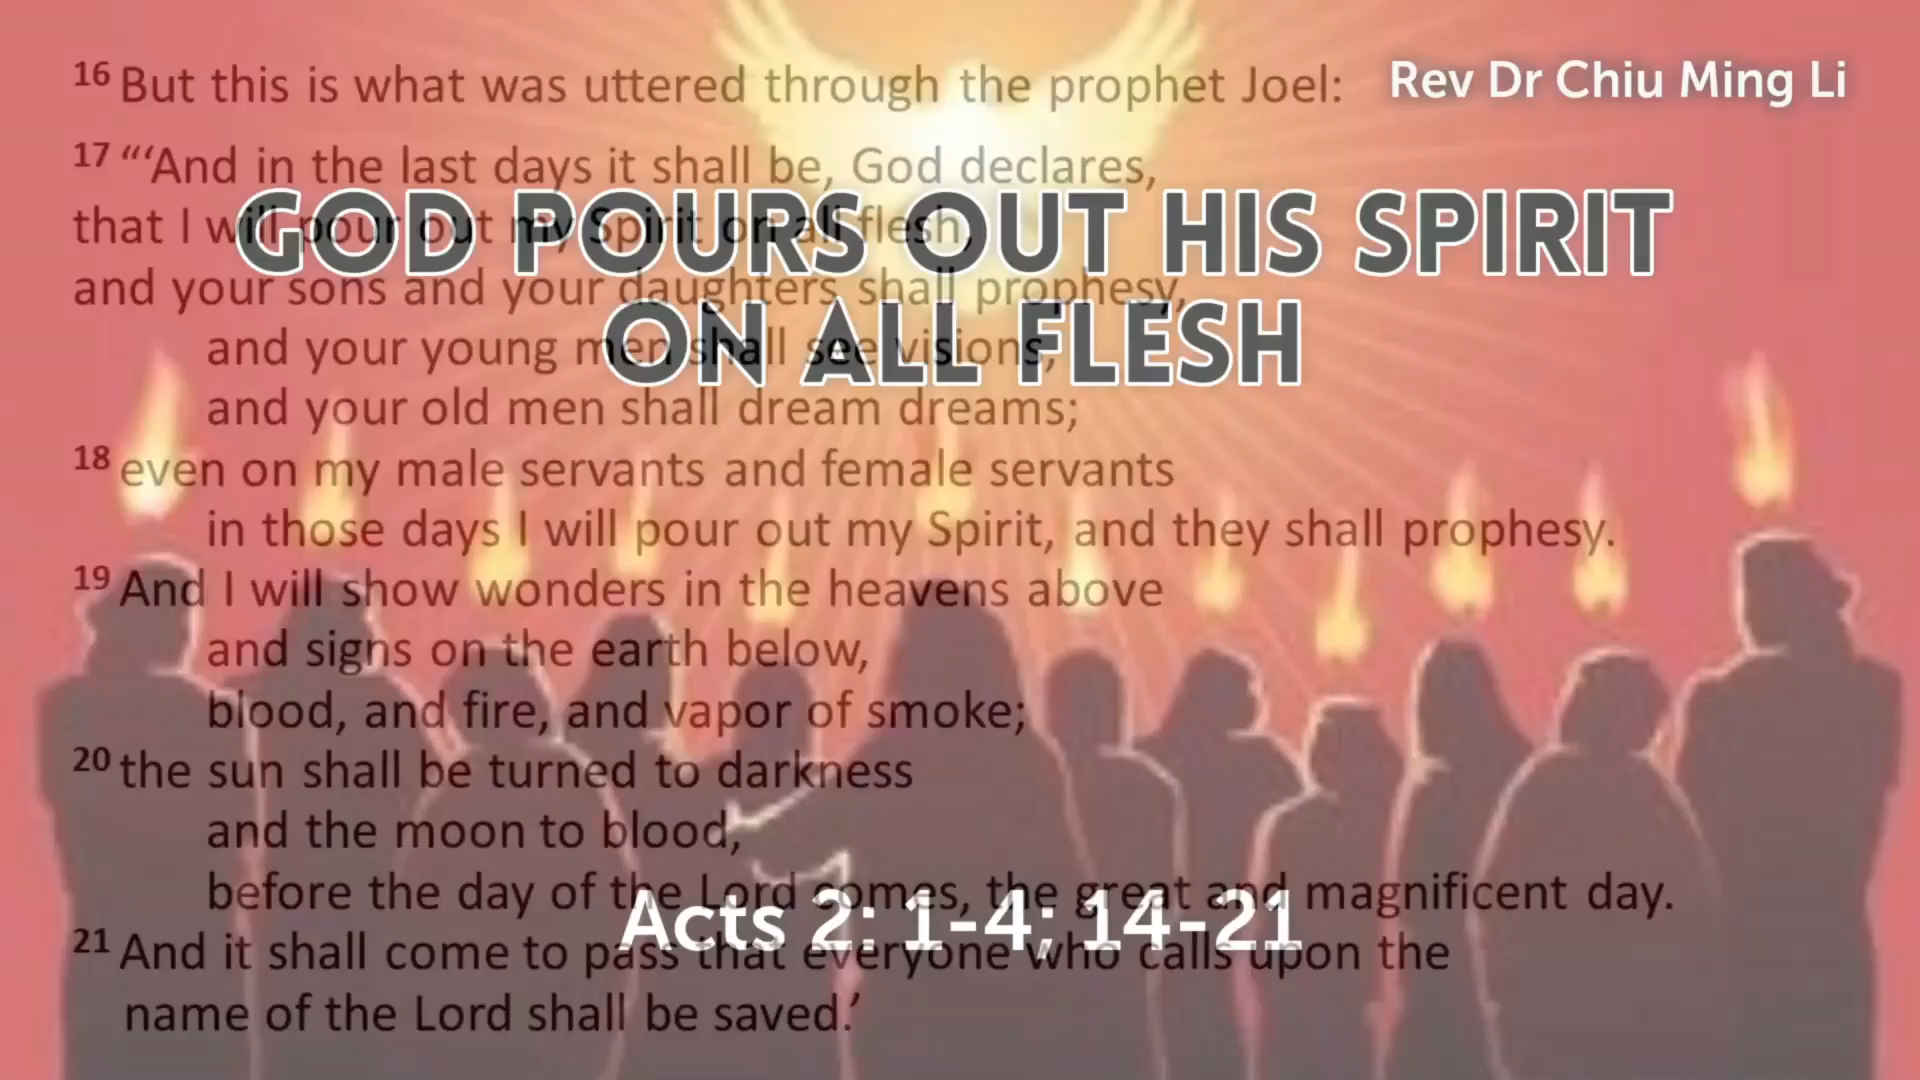 16 But this is what was uttered through the prophet Joel:
Rev Dr Chiu Ming Li
17 “‘And in the last days it shall be, God declares,
that I will pour out my Spirit on all flesh,
GOD POURS OUT HIS SPIRIT
and your sons and your daughters shall prophesy,
and your young men shall see visions,
ON ALL FLESH
and your old men shall dream dreams;
18 even on my male servants and female servants
in those days I will pour out my Spirit, and they shall prophesy.
19 And I will show wonders in the heavens above
and signs on the earth below,
blood, and fire, and vapor of smoke;
20 the sun shall be turned to darkness
and the moon to blood,
before the day of the Lord comes, the great and magnificent day.
Acts 2: 1-4; 14-21
21 And it shall come to pass that everyone who calls upon the
name of the Lord shall be saved.’